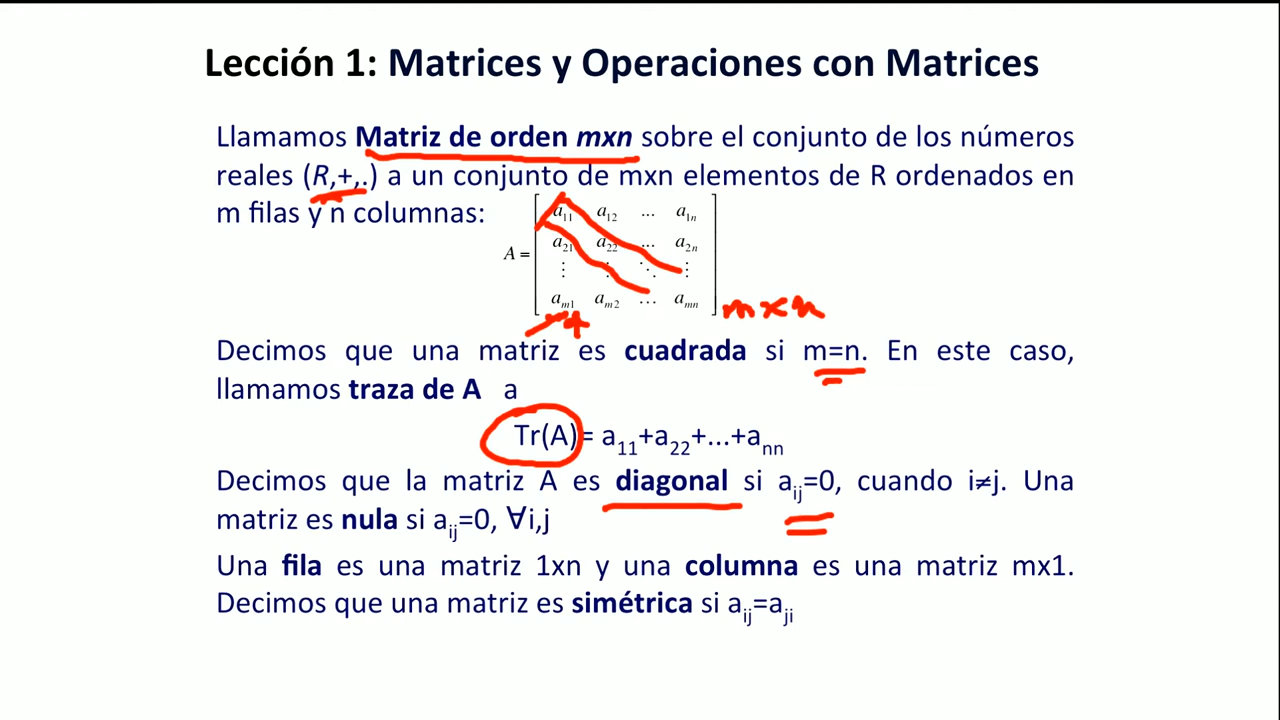 Lección 1: Matrices y Operaciones con Matrices
Llamamos Matriz de orden mxn sobre el conjunto de los números
reales (R,+,.) a un conjunto de mxn elementos de R ordenados en
m filas y n columnas:
a₁₁ a₁₂ ... a₁ₙ
a₂₁ a₂₂ ... a₂ₙ
A =
⋮ ⋮ ⋱ ⋮
aₘ₁ aₘ₂ ... aₘₙ
m x n
Decimos que una matriz es cuadrada si m=n. En este caso,
llamamos traza de A a
Tr(A)= a₁₁+a₂₂+...+aₙₙ
Decimos que la matriz A es diagonal si aᵢⱼ=0, cuando i≠j. Una
matriz es nula si aᵢⱼ=0, ∀i,j
Una fila es una matriz 1xn y una columna es una matriz mx1.
Decimos que una matriz es simétrica si aᵢⱼ=aⱼᵢ